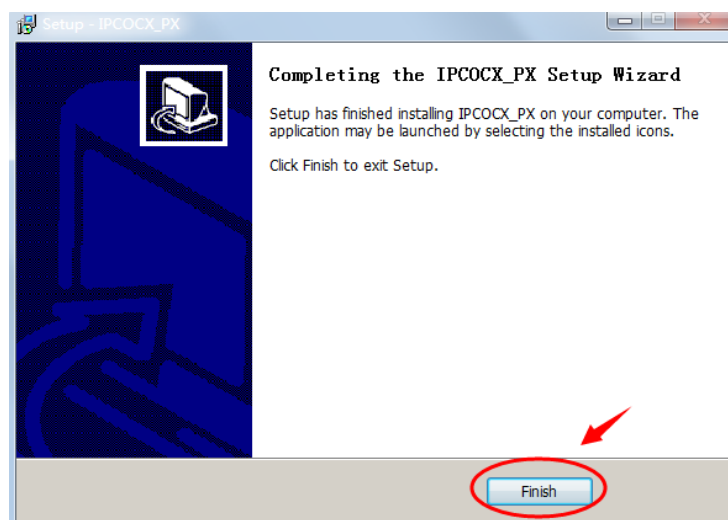 Setup - IPCOCX_PX
Completing the IPCOCX_PX Setup Wizard
Setup has finished installing IPCOCX_PX on your computer. The
application may be launched by selecting the installed icons.
Click Finish to exit Setup.
Finish